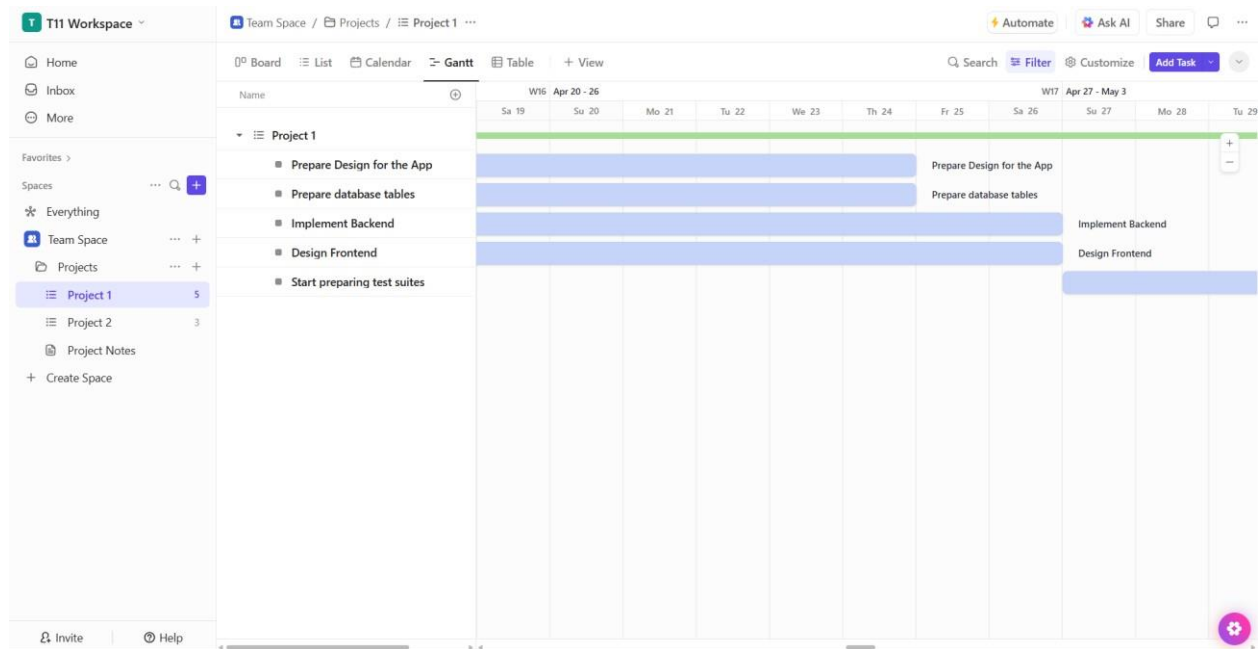 T T11 Workspace
Home
Inbox
More
Favorites
Spaces
Everything
Team Space
Projects
Project 1 5
Project 2 3
Project Notes
+ Create Space
Invite
Help
Team Space / Projects / Project 1 ...
Automate
Ask AI
Share
Board
List
Calendar
Gantt
Table
+ View
Search
Filter
Customize
Add Task
Name
W16 Apr 20 - 26
W17 Apr 27 - May 3
Sa 19
Su 20
Mo 21
Tu 22
We 23
Th 24
Fr 25
Sa 26
Su 27
Mo 28
Tu 29
Project 1
Prepare Design for the App
Prepare Design for the App
Prepare database tables
Prepare database tables
Implement Backend
Implement Backend
Design Frontend
Design Frontend
Start preparing test suites